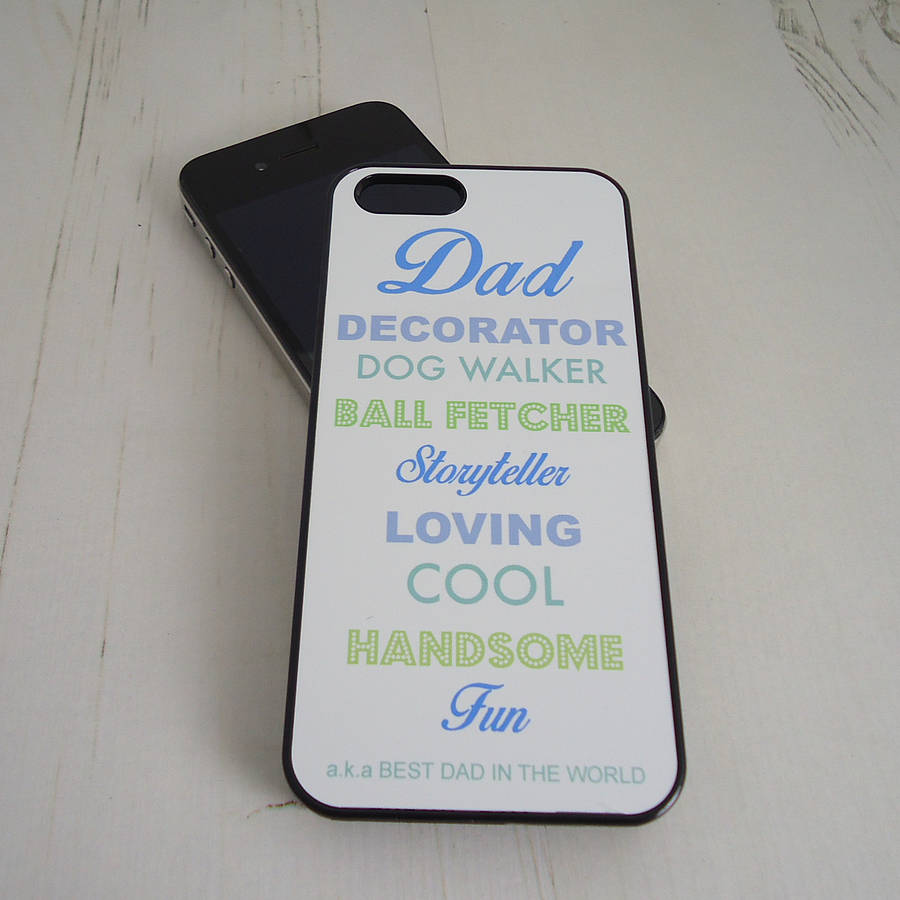 Dad
DECORATOR
DOG WALKER
BALL FETCHER
Storyteller
LOVING
COOL
HANDSOME
Fun
a.k.a BEST DAD IN THE WORLD